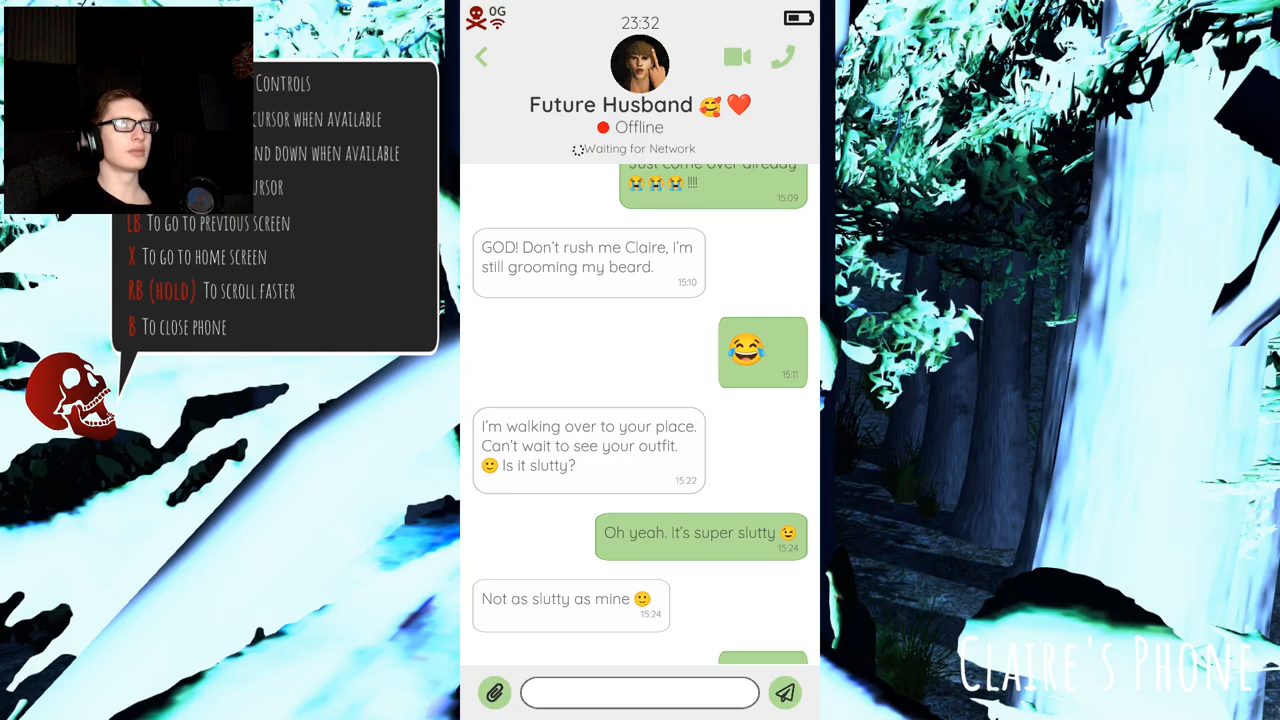 Controls
CURSOR WHEN AVAILABLE
ND DOWN WHEN AVAILABLE
URSOR
LB TO GO TO PREVIOUS SCREEN
X TO GO TO HOME SCREEN
RB (HOLD) TO SCROLL FASTER
B TO CLOSE PHONE
0G
23:32
Future Husband 🥰 ❤️
Offline
Waiting for Network
Just come over already
😭 😭 😭 !!!!
15:09
GOD! Don't rush me Claire, I'm
still grooming my beard.
15:10
😂
15:11
I'm walking over to your place.
Can't wait to see your outfit.
🙂 Is it slutty?
15:22
Oh yeah. It's super slutty 😉
15:24
Not as slutty as mine 🙂
15:24
CLAIRE'S PHONE